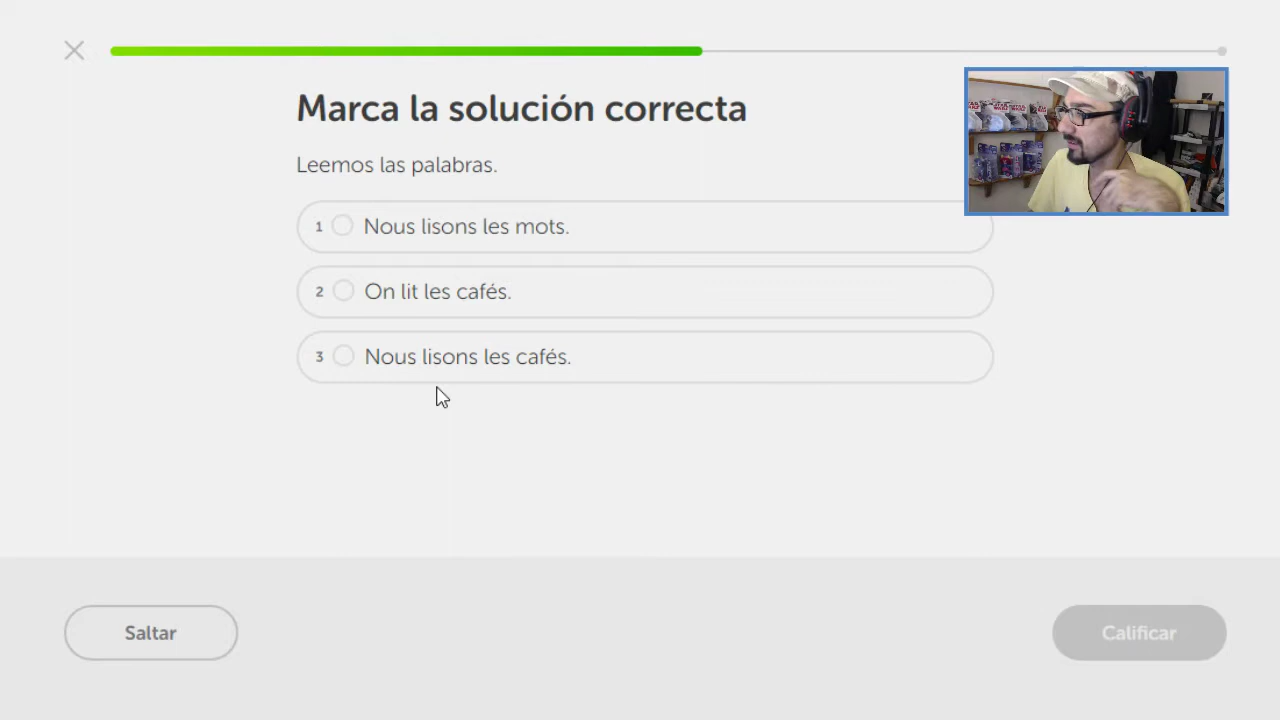 Marca la solución correcta
Leemos las palabras.
1 Nous lisons les mots.
2 On lit les cafés.
3 Nous lisons les cafés.
Saltar
Calificar